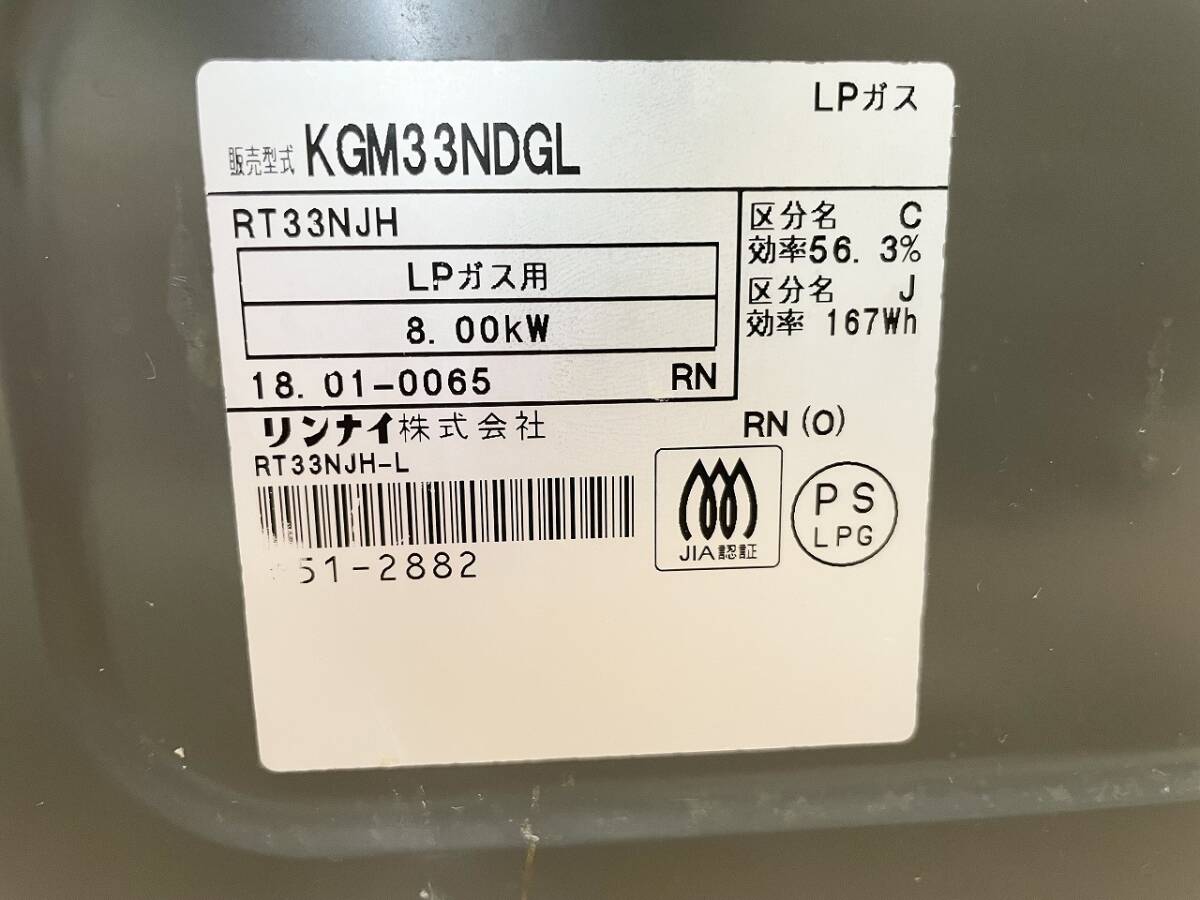 LPガス
販売型式 KGM33NDGL
RT33NJH
LPガス用
8.00kW
18.01-0065 RN
区分名 C
効率56.3%
区分名 J
効率 167Wh
リンナイ株式会社
RN(O)
RT33NJH-L
51-2882
JIA認証
PS
LPG